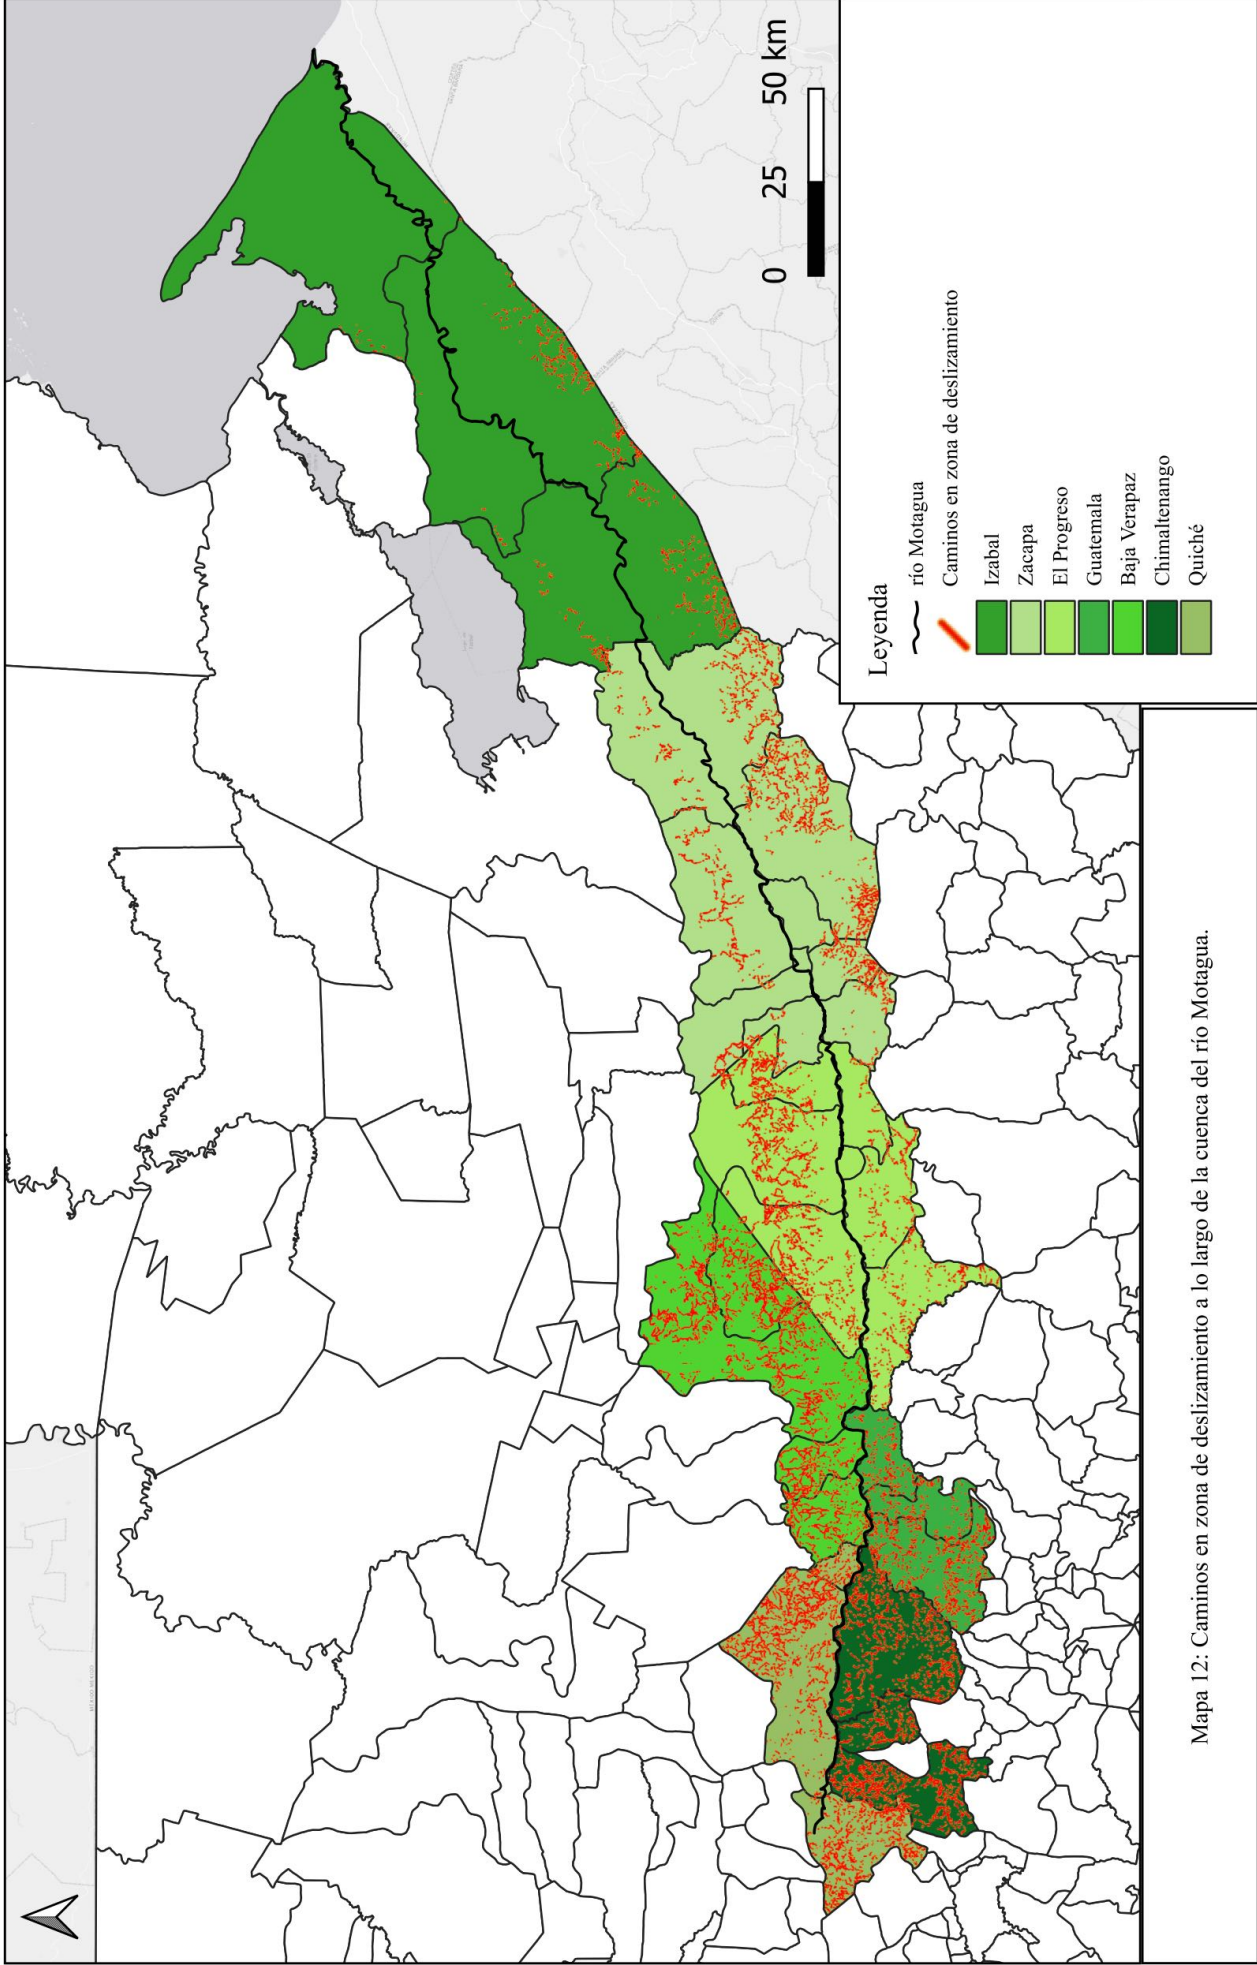 0 25 50 km
Leyenda
río Motagua
Caminos en zona de deslizamiento
Izabal
Zacapa
El Progreso
Guatemala
Baja Verapaz
Chimaltenango
Quiché
Mapa 12: Caminos en zona de deslizamiento a lo largo de la cuenca del río Motagua.